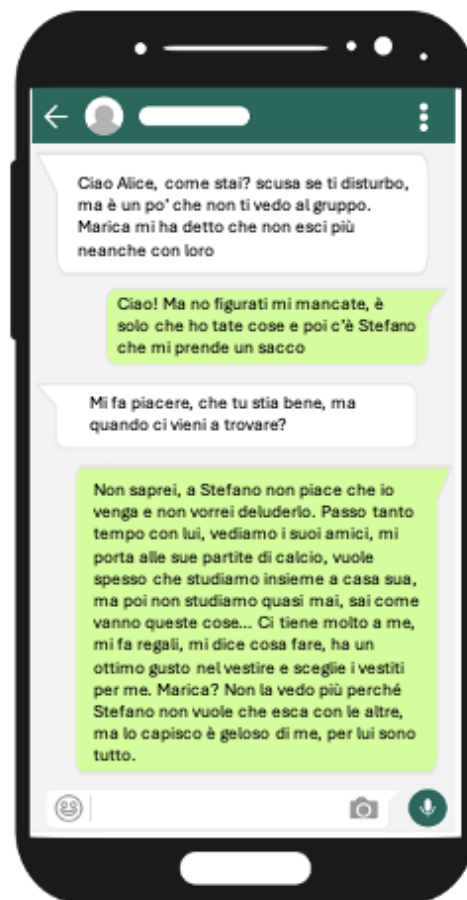 Ciao Alice, come stai? scusa se ti disturbo,
ma è un po' che non ti vedo al gruppo.
Marica mi ha detto che non esci più
neanche con loro
Ciao! Ma no figurati mi mancate, è
solo che ho tate cose e poi c'è Stefano
che mi prende un sacco
Mi fa piacere, che tu stia bene, ma
quando ci vieni a trovare?
Non saprei, a Stefano non piace che io
venga e non vorrei deluderlo. Passo tanto
tempo con lui, vediamo i suoi amici, mi
porta alle sue partite di calcio, vuole
spesso che studiamo insieme a casa sua,
ma poi non studiamo quasi mai, sai come
vanno queste cose... Ci tiene molto a me,
mi fa regali, mi dice cosa fare, ha un
ottimo gusto nel vestire e sceglie i vestiti
per me. Marica? Non la vedo più perché
Stefano non vuole che esca con le altre,
ma lo capisco è geloso di me, per lui sono
tutto.